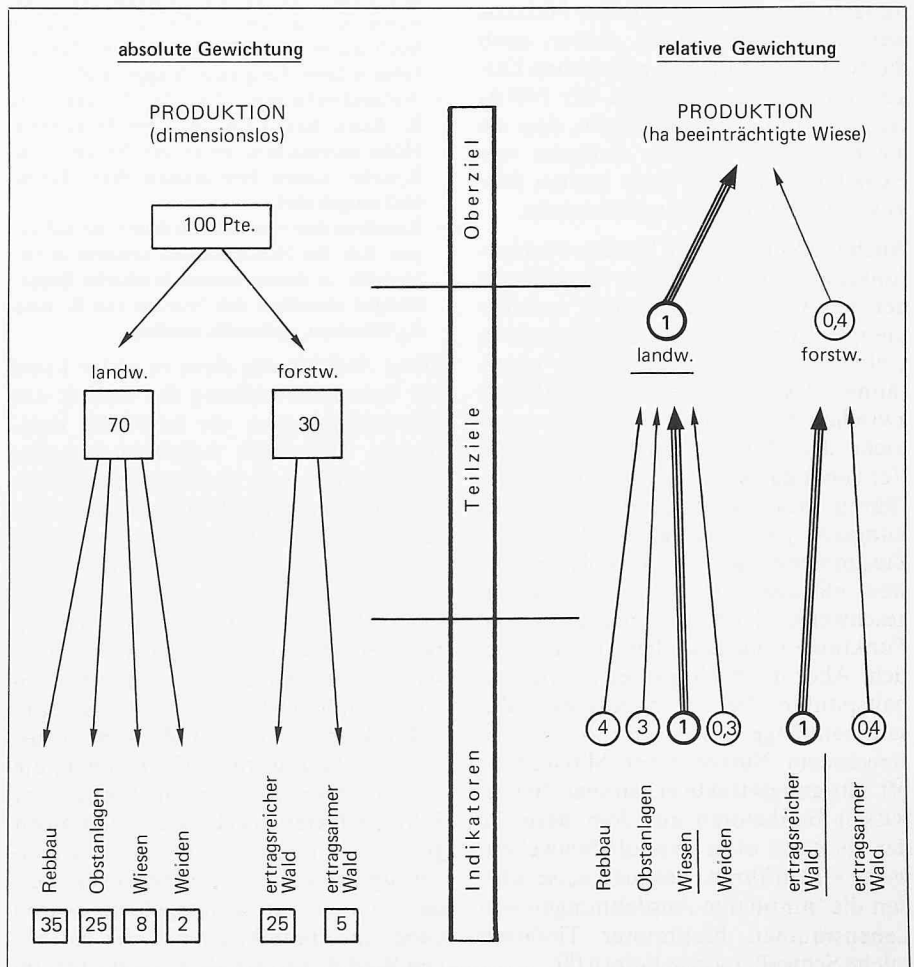 absolute Gewichtung
PRODUKTION
(dimensionslos)
100 Pte.
landw.
forstw.
70
30
Rebbau
Obstanlagen
Wiesen
Weiden
ertragsreicher
Wald
ertragsarmer
Wald
35
25
8
2
25
5
Oberziel
Teilziele
Indikatoren
relative Gewichtung
PRODUKTION
(ha beeinträchtigte Wiese)
1
0,4
landw.
forstw.
4
3
1
0,3
1
0,4
Rebbau
Obstanlagen
Wiesen
Weiden
ertragsreicher
Wald
ertragsarmer
Wald